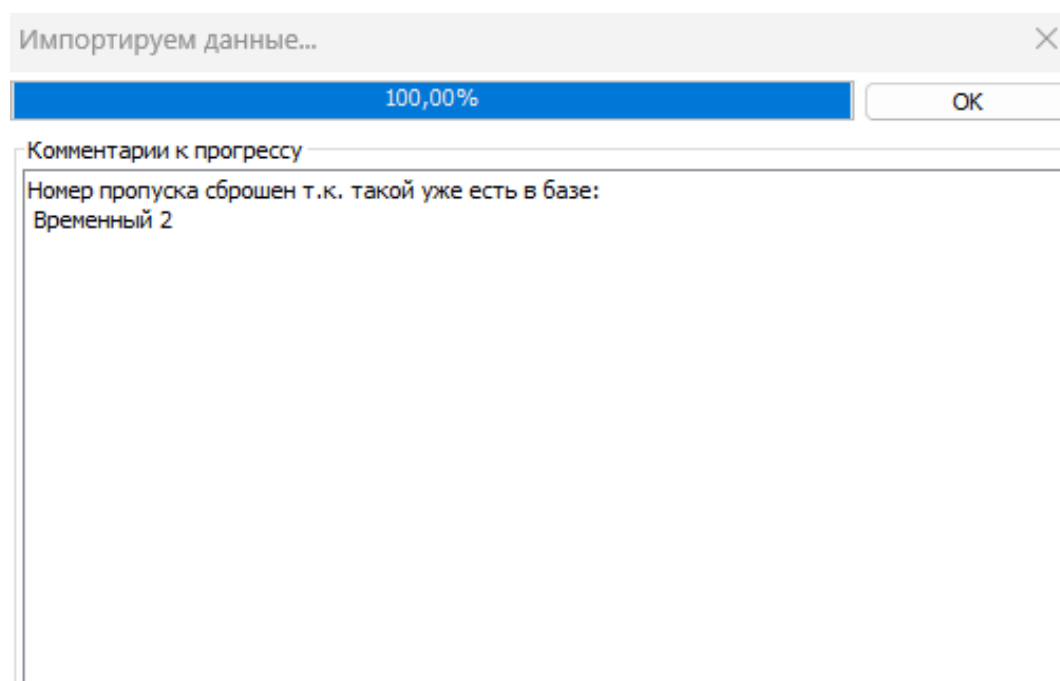 Импортируем данные...
100,00%
OK
Комментарии к прогрессу
Номер пропуска сброшен т.к. такой уже есть в базе:
Временный 2